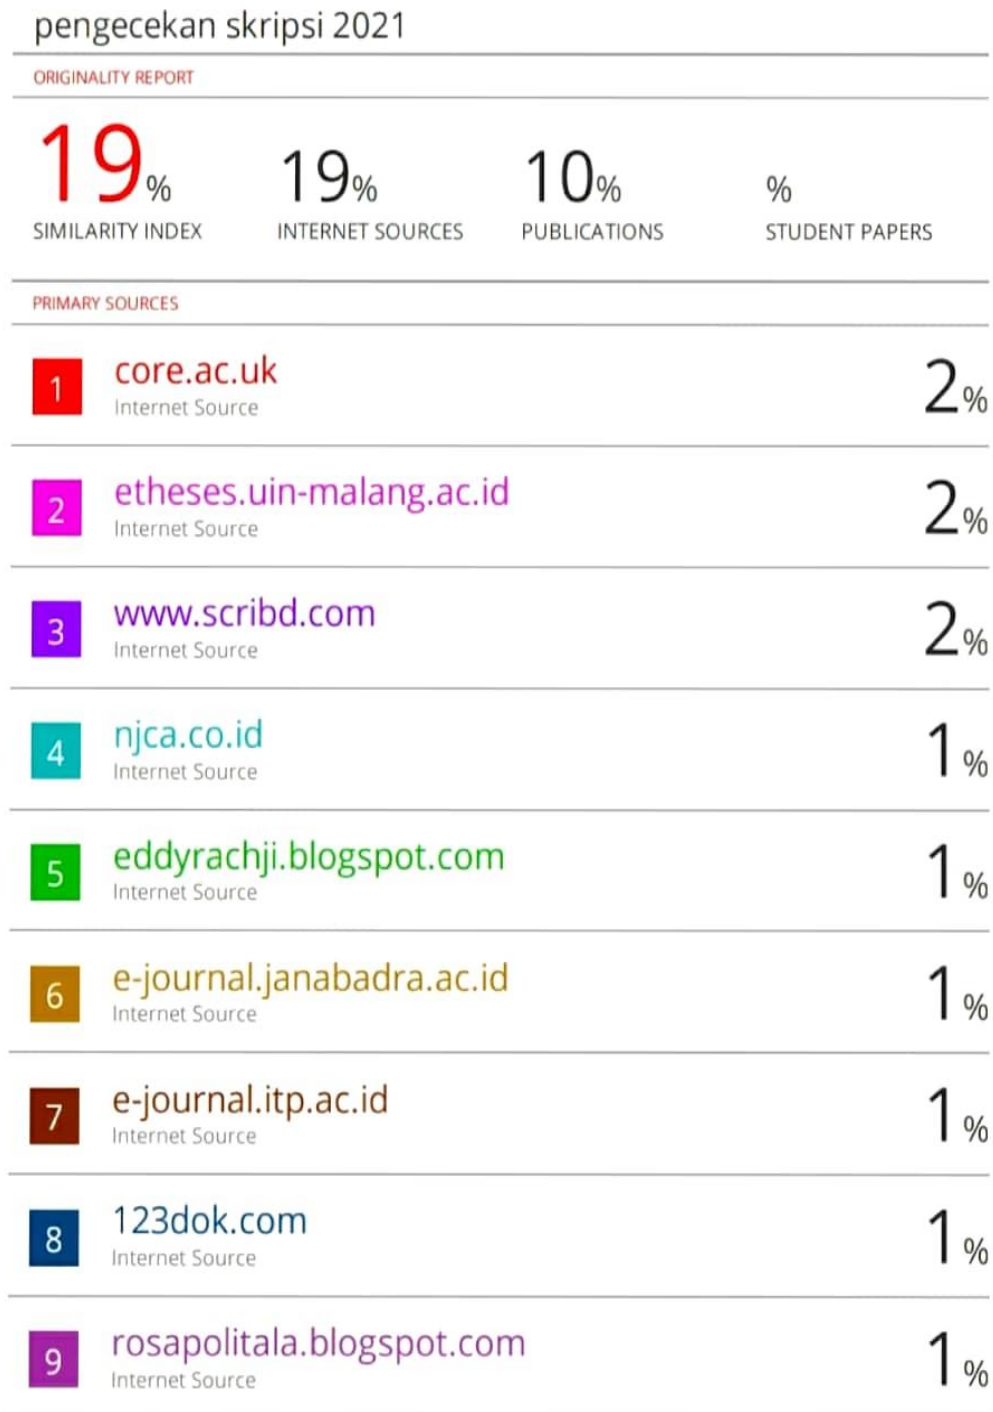 pengecekan skripsi 2021
ORIGINALITY REPORT
19% 19% 10% %
SIMILARITY INDEX INTERNET SOURCES PUBLICATIONS STUDENT PAPERS
PRIMARY SOURCES
1 core.ac.uk 2%
Internet Source
2 etheses.uin-malang.ac.id 2%
Internet Source
3 www.scribd.com 2%
Internet Source
4 njca.co.id 1%
Internet Source
5 eddyrachji.blogspot.com 1%
Internet Source
6 e-journal.janabadra.ac.id 1%
Internet Source
7 e-journal.itp.ac.id 1%
Internet Source
8 123dok.com 1%
Internet Source
9 rosapolitala.blogspot.com 1%
Internet Source